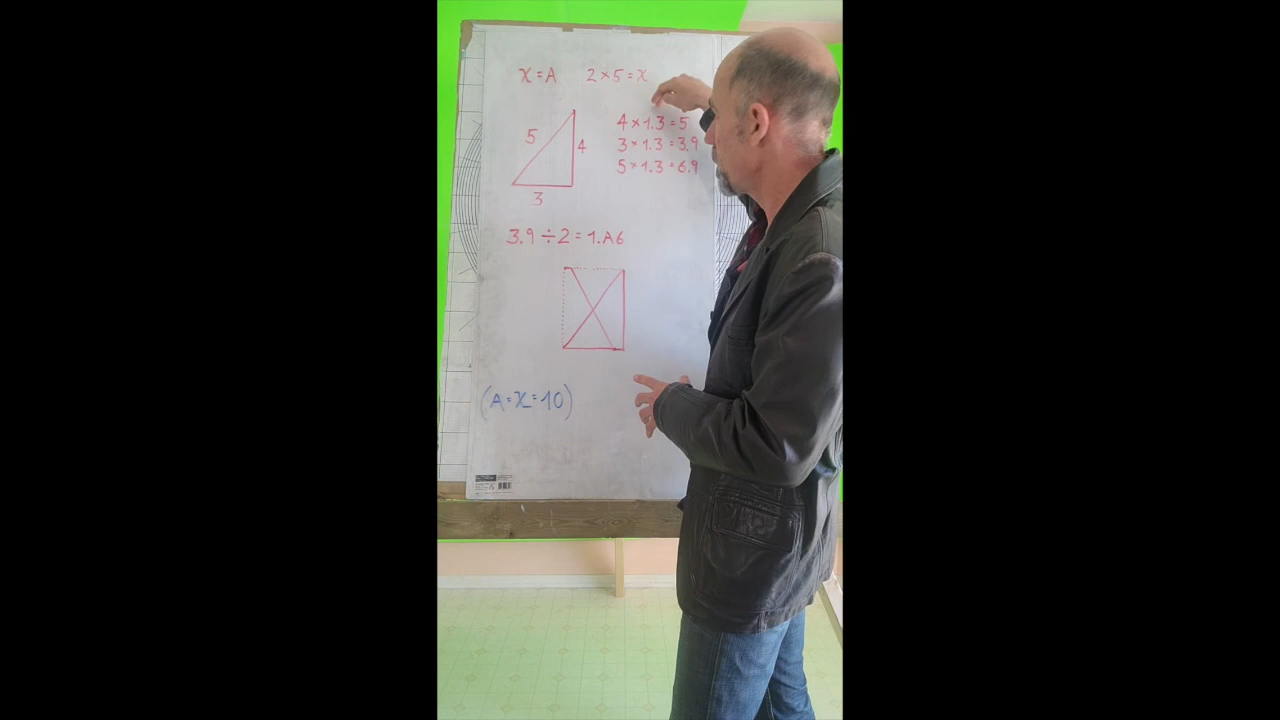 X = A 2 × 5 = X
5 4 3
4 × 1.3 = 5
3 × 1.3 = 3.9
5 × 1.3 = 6.9
3.9 ÷ 2 = 1.A6
(A = X = 10)